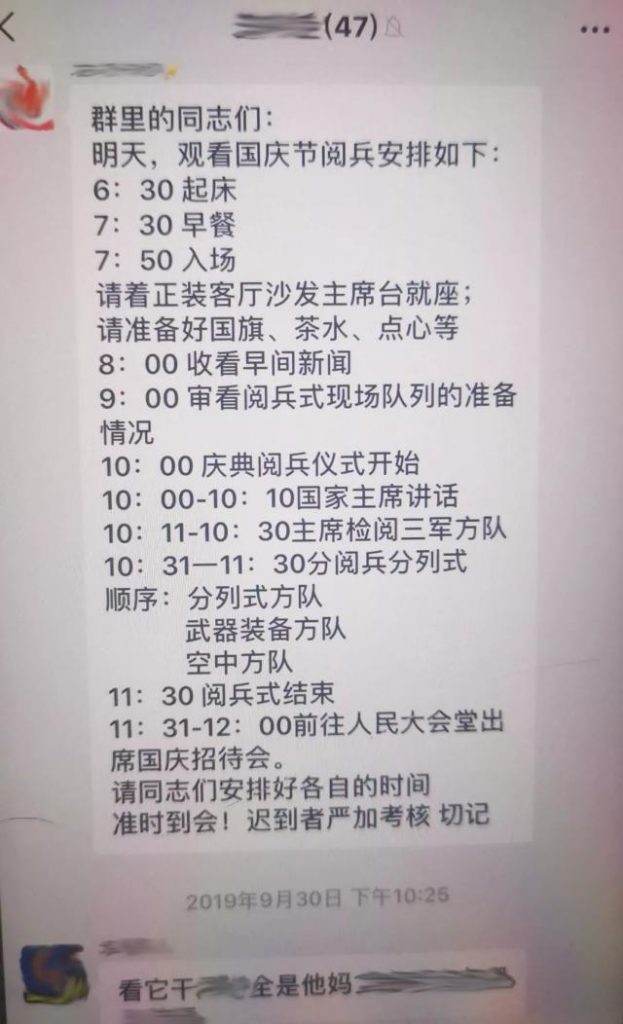 (47)
群里的同志们：
明天，观看国庆节阅兵安排如下：
6：30 起床
7：30 早餐
7：50 入场
请着正装客厅沙发主席台就座；
请准备好国旗、茶水、点心等
8：00 收看早间新闻
9：00 审看阅兵式现场队列的准备
情况
10：00 庆典阅兵仪式开始
10：00-10：10国家主席讲话
10：11-10：30主席检阅三军方队
10：31一11：30分阅兵分列式
顺序：分列式方队
武器装备方队
空中方队
11：30 阅兵式结束
11：31-12：00前往人民大会堂出
席国庆招待会。
请同志们安排好各自的时间
准时到会！迟到者严加考核 切记
2019年9月30日 下午10:25
看它干 全是他妈